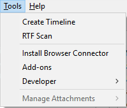 Tools Help
Create Timeline
RTF Scan
Install Browser Connector
Add-ons
Developer
Manage Attachments